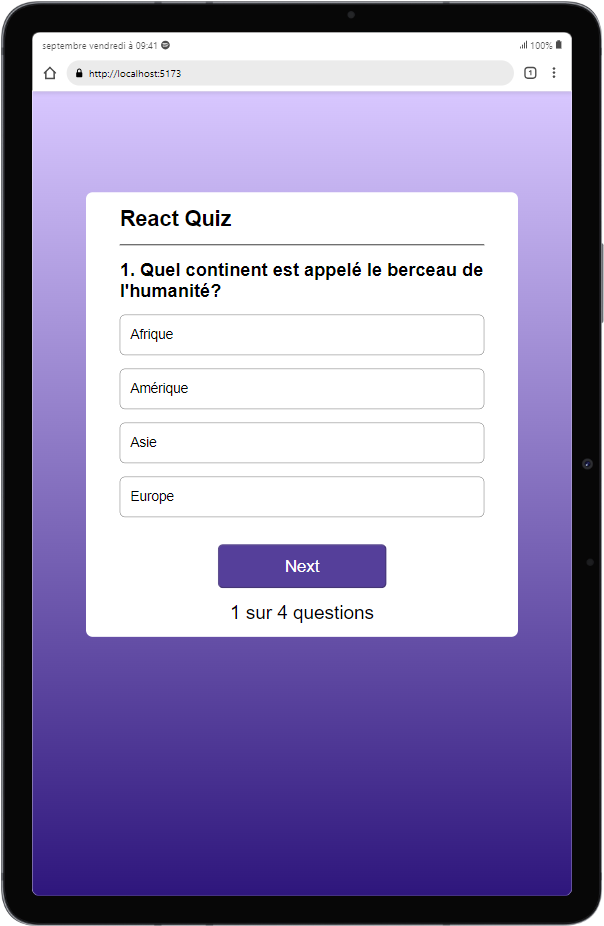 septembre vendredi à 09:41
100%
http://localhost:5173
1
React Quiz
1. Quel continent est appelé le berceau de
l'humanité?
Afrique
Amérique
Asie
Europe
Next
1 sur 4 questions